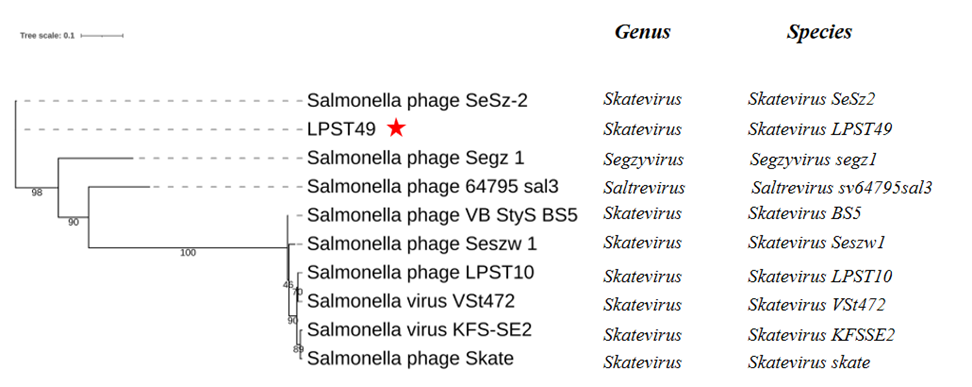 Genus Species
Tree scale: 0.1
Salmonella phage SeSz-2 Skatevirus Skatevirus SeSz2
LPST49 Skatevirus Skatevirus LPST49
Salmonella phage Segz 1 Segzyvirus Segzyvirus segz1
Salmonella phage 64795 sal3 Saltrevirus Saltrevirus sv64795sal3
98
Salmonella phage VB StyS BS5 Skatevirus Skatevirus BS5
90
Salmonella phage Seszw 1 Skatevirus Skatevirus Seszw1
100
Salmonella phage LPST10 Skatevirus Skatevirus LPST10
46
70
Salmonella virus VSt472 Skatevirus Skatevirus VSt472
90
Salmonella virus KFS-SE2 Skatevirus Skatevirus KFSSE2
Salmonella phage Skate Skatevirus Skatevirus skate